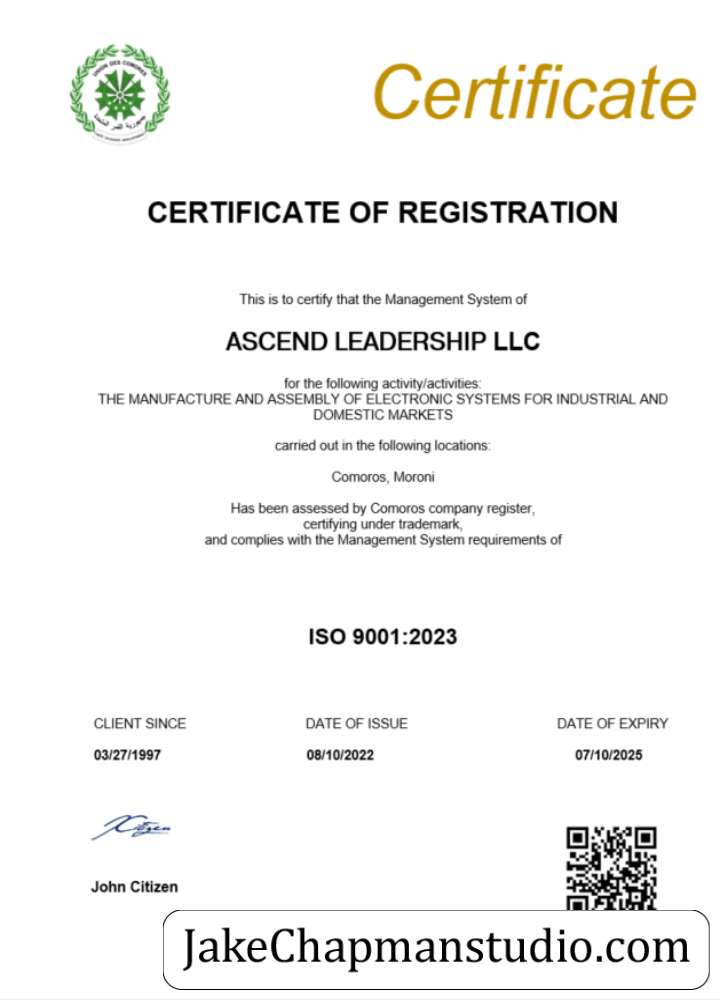 UNION DES COMORES
Certificate
CERTIFICATE OF REGISTRATION
This is to certify that the Management System of
ASCEND LEADERSHIP LLC
for the following activity/activities:
THE MANUFACTURE AND ASSEMBLY OF ELECTRONIC SYSTEMS FOR INDUSTRIAL AND
DOMESTIC MARKETS
carried out in the following locations:
Comoros, Moroni
Has been assessed by Comoros company register,
certifying under trademark,
and complies with the Management System requirements of
ISO 9001:2023
CLIENT SINCE DATE OF ISSUE DATE OF EXPIRY
03/27/1997 08/10/2022 07/10/2025
John Citizen
JakeChapmanstudio.com